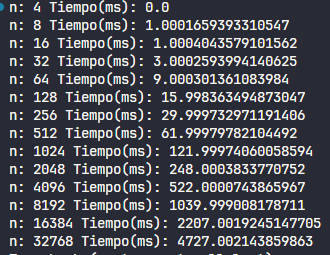 n: 4 Tiempo(ms): 0.0
n: 8 Tiempo(ms): 1.0001659393310547
n: 16 Tiempo(ms): 1.0004043579101562
n: 32 Tiempo(ms): 3.0002593994140625
n: 64 Tiempo(ms): 9.000301361083984
n: 128 Tiempo(ms): 15.998363494873047
n: 256 Tiempo(ms): 29.999732971191406
n: 512 Tiempo(ms): 61.99979782104492
n: 1024 Tiempo(ms): 121.99974060058594
n: 2048 Tiempo(ms): 248.0003833770752
n: 4096 Tiempo(ms): 522.0000743865967
n: 8192 Tiempo(ms): 1039.999008178711
n: 16384 Tiempo(ms): 2207.0019245147705
n: 32768 Tiempo(ms): 4727.002143859863